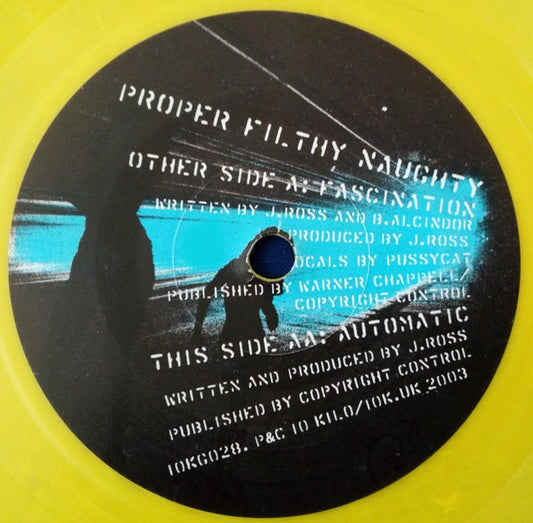 PROPER FILTHY NAUGHTY
OTHER SIDE A: FASCINATION
WRITTEN BY J.ROSS AND B.ALCINDOR
PRODUCED BY J.ROSS
VOCALS BY PUSSYCAT
PUBLISHED BY WARNER CHAPPELL/
COPYRIGHT CONTROL
THIS SIDE AA: AUTOMATIC
WRITTEN AND PRODUCED BY J.ROSS
PUBLISHED BY COPYRIGHT CONTROL
10KG028. P&C 10 KILO/10K.UK 2003